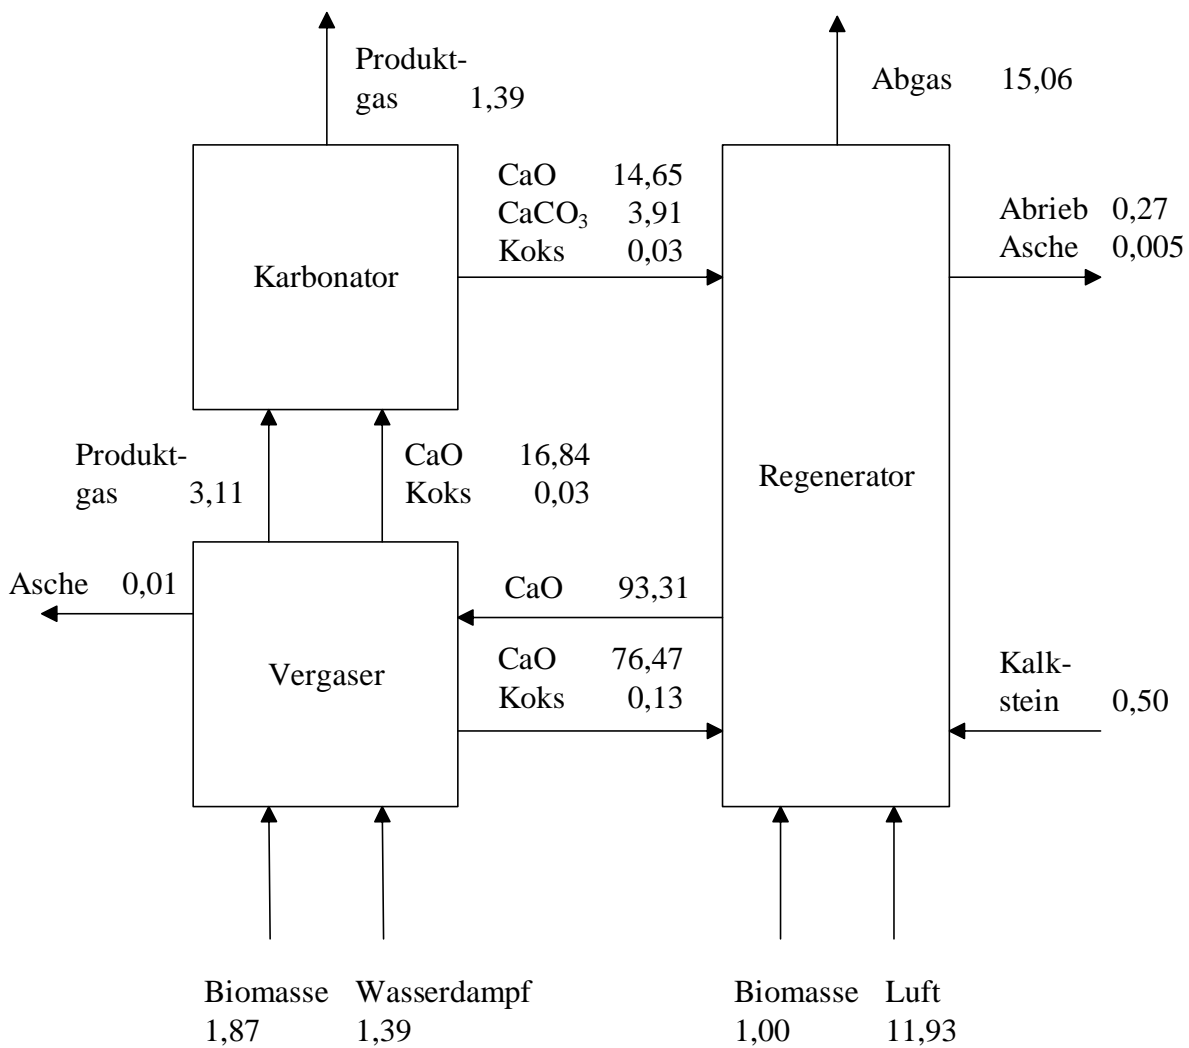 Produkt-
gas 1,39
Abgas 15,06
CaO 14,65
CaCO₃ 3,91
Koks 0,03
Abrieb 0,27
Asche 0,005
Karbonator
Produkt-
gas 3,11
CaO 16,84
Koks 0,03
Regenerator
Asche 0,01
CaO 93,31
Vergaser
CaO 76,47
Koks 0,13
Kalk-
stein 0,50
Biomasse
1,87
Wasserdampf
1,39
Biomasse
1,00
Luft
11,93